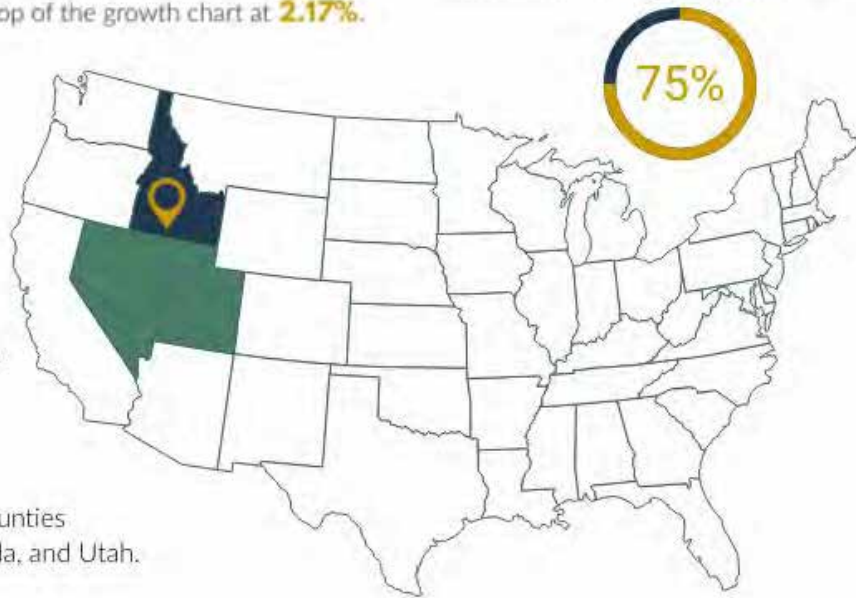 op of the growth chart at 2.17%.
75%
unties
la, and Utah.